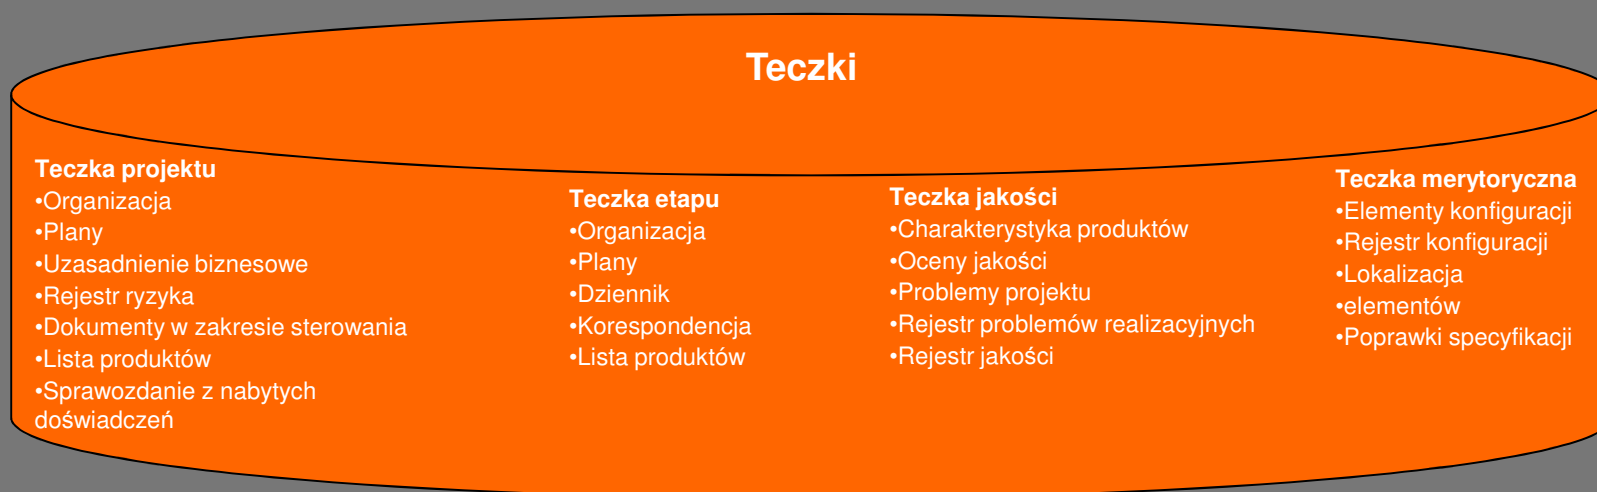 Teczki
Teczka projektu
•Organizacja
•Plany
•Uzasadnienie biznesowe
•Rejestr ryzyka
•Dokumenty w zakresie sterowania
•Lista produktów
•Sprawozdanie z nabytych
doświadczeń
Teczka etapu
•Organizacja
•Plany
•Dziennik
•Korespondencja
•Lista produktów
Teczka jakości
•Charakterystyka produktów
•Oceny jakości
•Problemy projektu
•Rejestr problemów realizacyjnych
•Rejestr jakości
Teczka merytoryczna
•Elementy konfiguracji
•Rejestr konfiguracji
•Lokalizacja
•elementów
•Poprawki specyfikacji